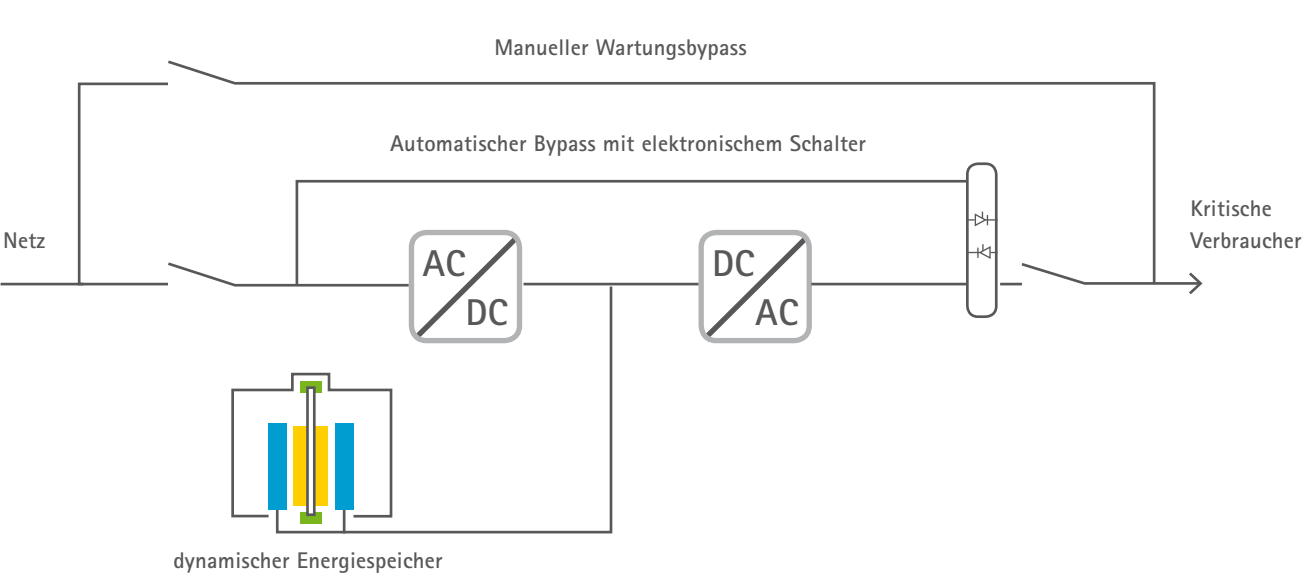 Manueller Wartungsbypass
Automatischer Bypass mit elektronischem Schalter
Netz
Kritische
Verbraucher
AC
DC
DC
AC
dynamischer Energiespeicher